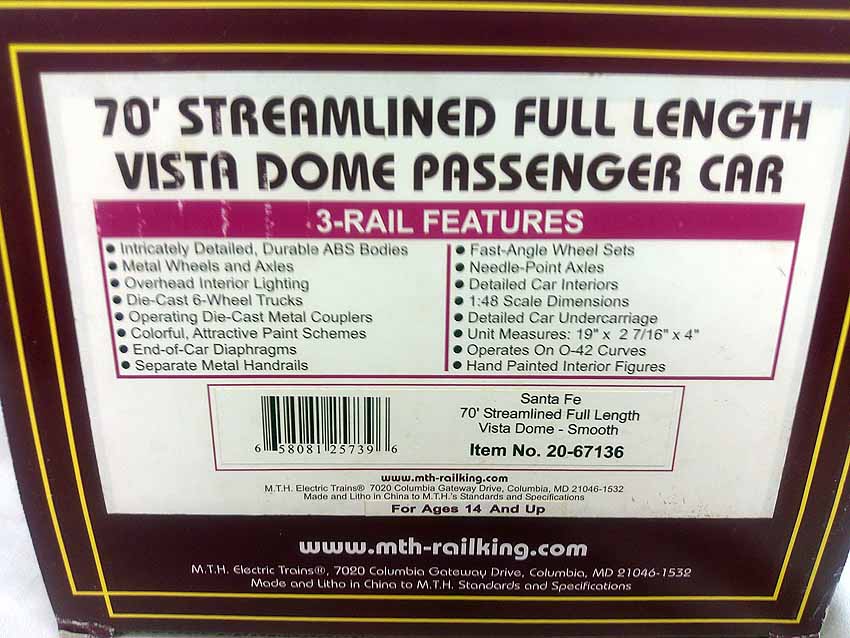 70' STREAMLINED FULL LENGTH
VISTA DOME PASSENGER CAR
3-RAIL FEATURES
• Intricately Detailed, Durable ABS Bodies
• Metal Wheels and Axles
• Overhead Interior Lighting
• Die-Cast 6-Wheel Trucks
• Operating Die-Cast Metal Couplers
• Colorful, Attractive Paint Schemes
• End-of-Car Diaphragms
• Separate Metal Handrails
• Fast-Angle Wheel Sets
• Needle-Point Axles
• Detailed Car Interiors
• 1:48 Scale Dimensions
• Detailed Car Undercarriage
• Unit Measures: 19" x 2 7/16" x 4"
• Operates On O-42 Curves
• Hand Painted Interior Figures
6 58081 25739 6
Santa Fe
70' Streamlined Full Length
Vista Dome - Smooth
Item No. 20-67136
www.mth-railking.com
M.T.H. Electric Trains® 7020 Columbia Gateway Drive, Columbia, MD 21046-1532
Made and Litho in China to M.T.H.'s Standards and Specifications
For Ages 14 And Up
www.mth-railking.com
M.T.H. Electric Trains®, 7020 Columbia Gateway Drive, Columbia, MD 21046-1532
Made and Litho in China to M.T.H. Standards and Specifications